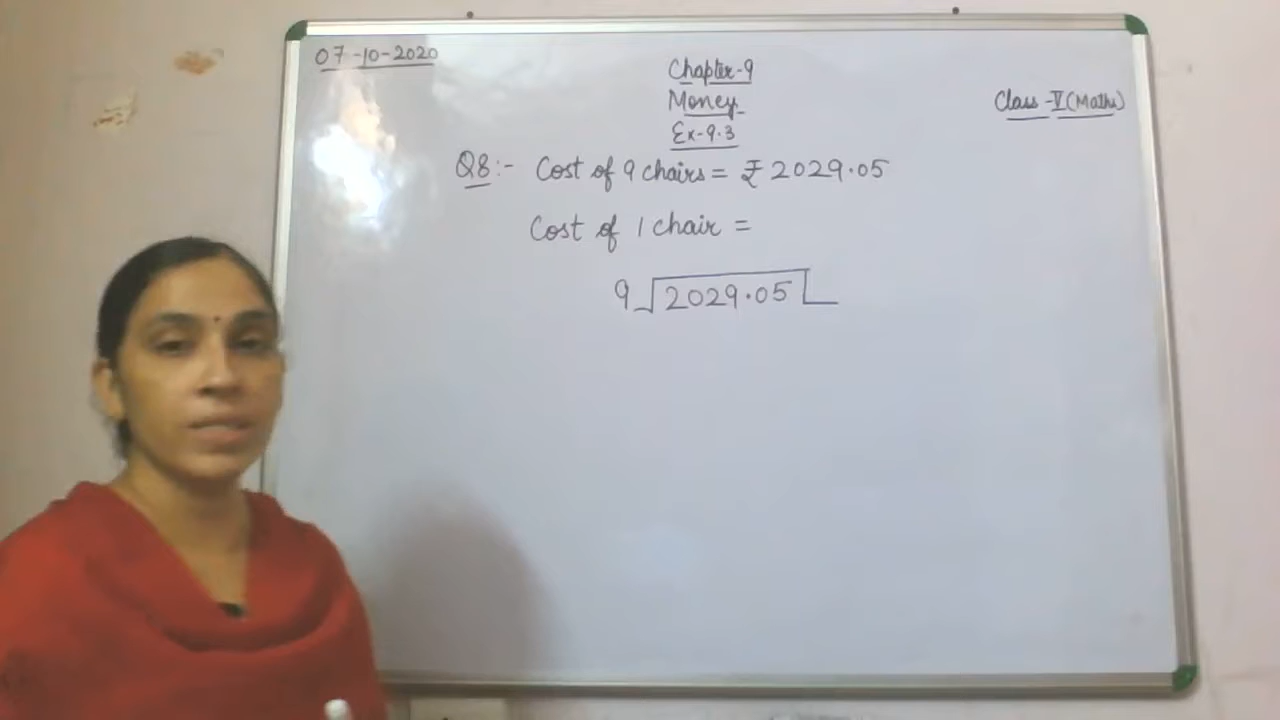 07-10-2020
Chapter-9
Money
Ex-9.3
Class-V(Maths)
Q8:- Cost of 9 chairs = ₹ 2029.05
Cost of 1 chair =
9 2029.05